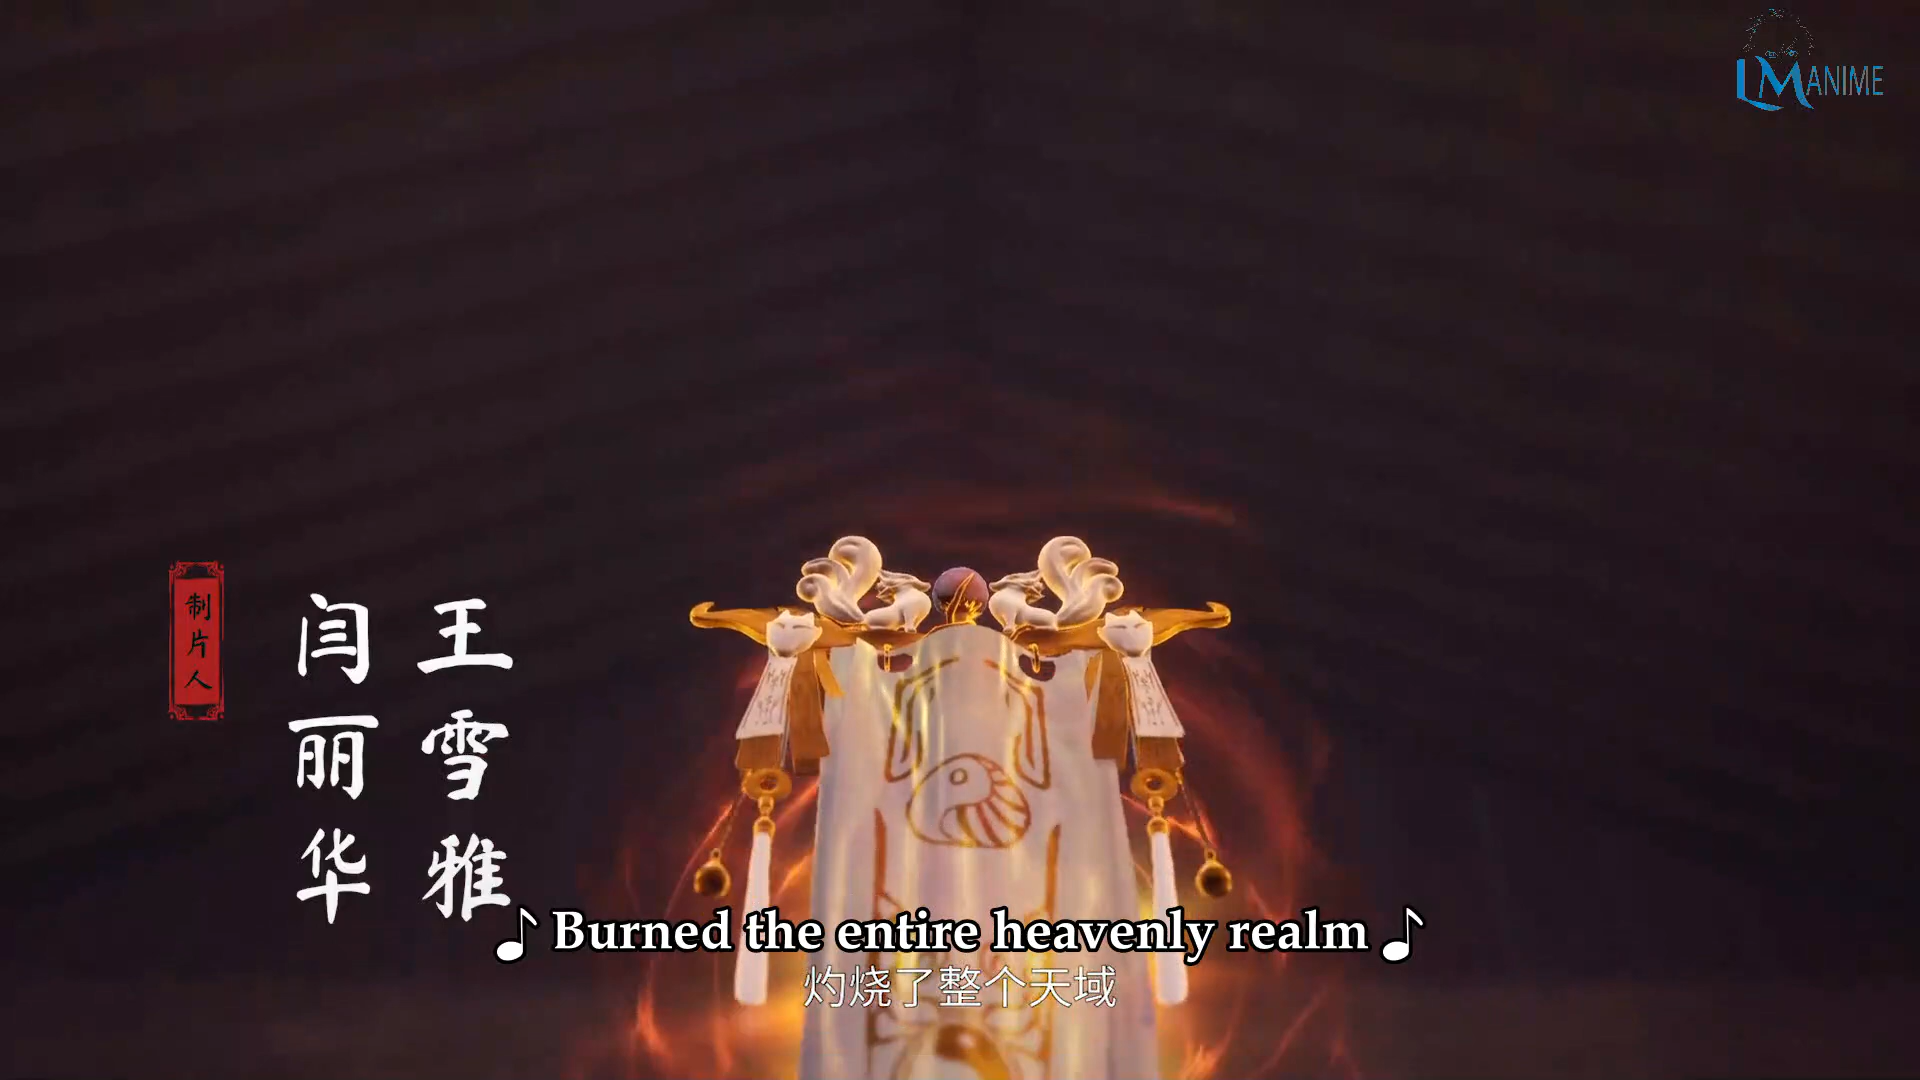 LMANIME
制片人
闫丽华
王雪雅
♪ Burned the entire heavenly realm ♪
灼烧了整个天域